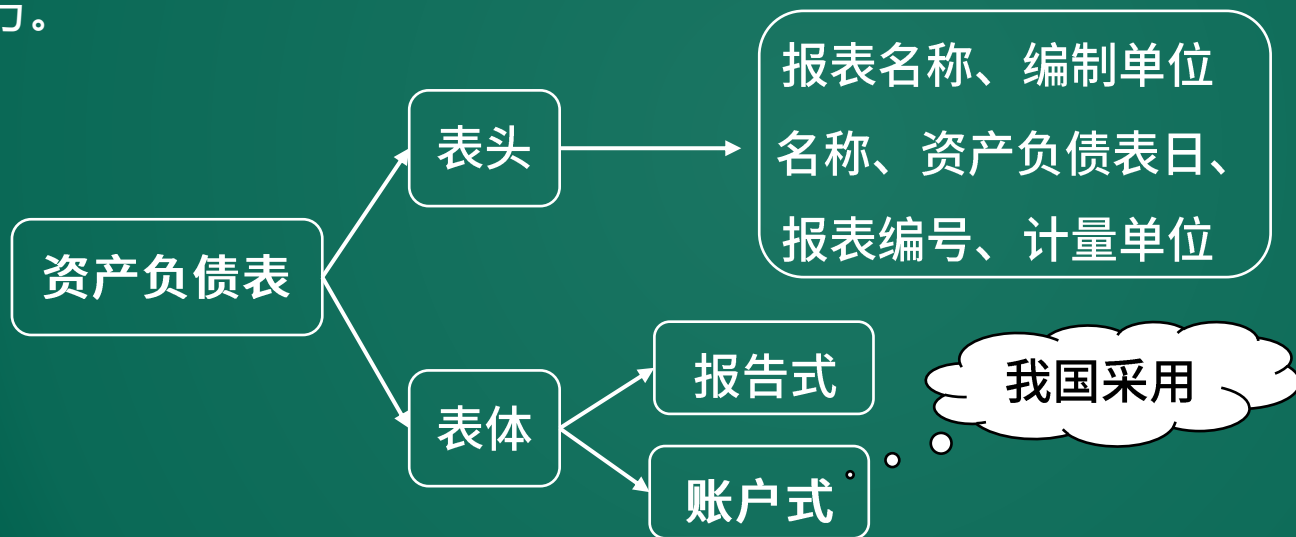 。
报表名称、编制单位
名称、资产负债表日、
报表编号、计量单位
表头
资产负债表
表体
报告式
账户式
我国采用